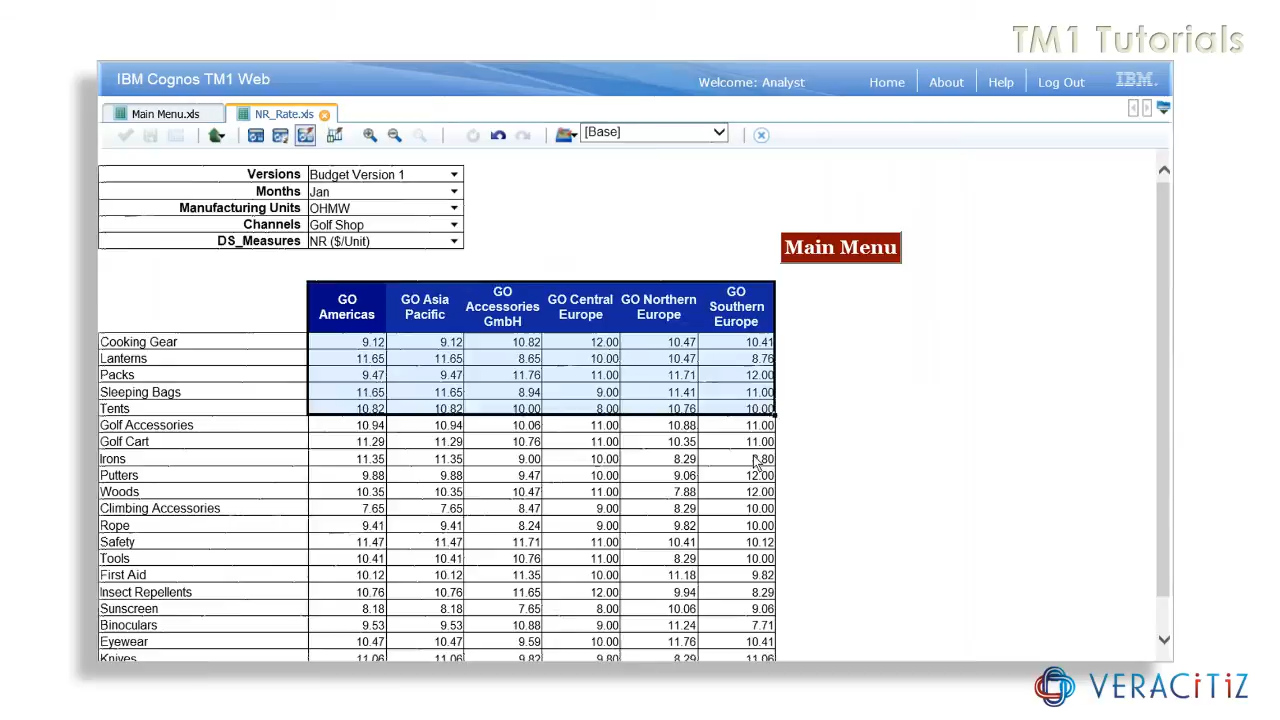 TM1 Tutorials
IBM Cognos TM1 Web
Welcome: Analyst Home About Help Log Out IBM.
Main Menu.xls NR_Rate.xls
[Base]
Versions Budget Version 1
Months Jan
Manufacturing Units OHMW
Channels Golf Shop
DS_Measures NR ($/Unit)
Main Menu
GO Americas GO Asia Pacific GO Accessories GmbH GO Central Europe GO Northern Europe GO Southern Europe
Cooking Gear 9.12 9.12 10.82 12.00 10.47 10.41
Lanterns 11.65 11.65 8.65 10.00 10.47 8.76
Packs 9.47 9.47 11.76 11.00 11.71 12.00
Sleeping Bags 11.65 11.65 8.94 9.00 11.41 11.00
Tents 10.82 10.82 10.00 8.00 10.76 10.00
Golf Accessories 10.94 10.94 10.06 11.00 10.88 11.00
Golf Cart 11.29 11.29 10.76 11.00 10.35 11.00
Irons 11.35 11.35 9.00 10.00 8.29
Putters 9.88 9.88 9.47 10.00 9.06 12.00
Woods 10.35 10.35 10.47 11.00 7.88 12.00
Climbing Accessories 7.65 7.65 8.47 9.00 8.29 10.00
Rope 9.41 9.41 8.24 9.00 9.82 10.00
Safety 11.47 11.47 11.71 11.00 10.41 10.12
Tools 10.41 10.41 10.76 11.00 8.29 10.00
First Aid 10.12 10.12 11.35 10.00 11.18 9.82
Insect Repellents 10.76 10.76 11.65 12.00 9.94 8.29
Sunscreen 8.18 8.18 7.65 8.00 10.06 9.06
Binoculars 9.53 9.53 10.88 9.00 11.24 7.71
Eyewear 10.47 10.47 9.59 10.00 11.76 10.41
Knives 11.06 11.06 9.82 9.80 8.29 11.06
VERACiTiZ